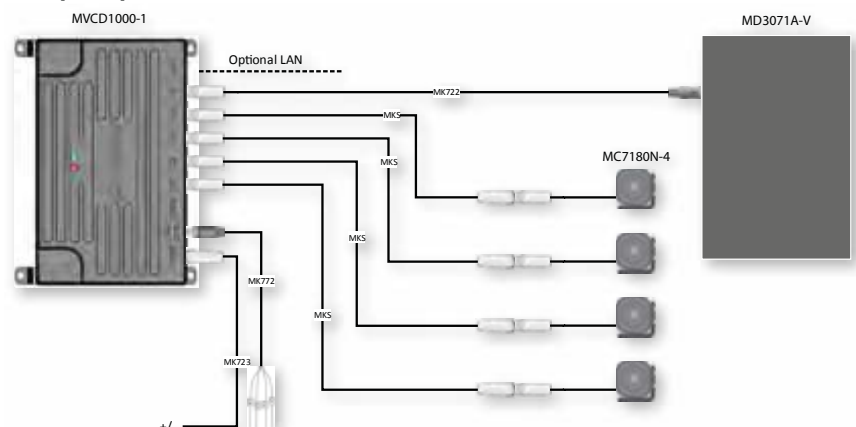 MVCD1000-1
MD3071A-V
Optional LAN
MK722
MKS
MKS
MC7180N-4
MKS
MK772
MKS
MK723
+/-